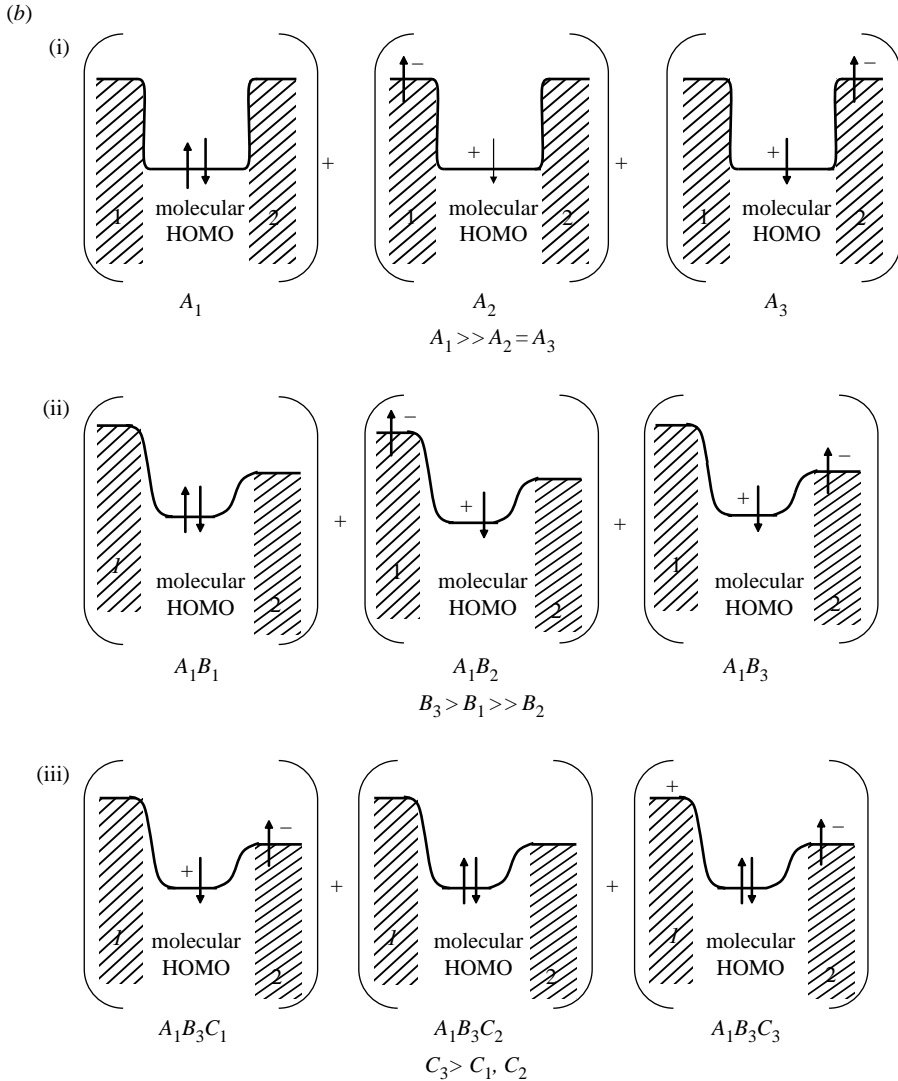 (b)
(i)
↑ − ↑ −
↑↓ + ↓ + ↓
+ +
1 molecular 2 1 molecular 2 1 molecular 2
HOMO HOMO HOMO
A₁ A₂ A₃
A₁ >> A₂ = A₃
(ii)
↑ − ↑ −
↑↓ + ↓ + ↓
+ +
1 molecular 2 1 molecular 2 1 molecular 2
HOMO HOMO HOMO
A₁B₁ A₁B₂ A₁B₃
B₃ > B₁ >> B₂
(iii)
+
↑ − ↑ −
+ ↓ ↑↓ ↑↓
+ +
1 molecular 2 1 molecular 2 1 molecular 2
HOMO HOMO HOMO
A₁B₃C₁ A₁B₃C₂ A₁B₃C₃
C₃ > C₁, C₂